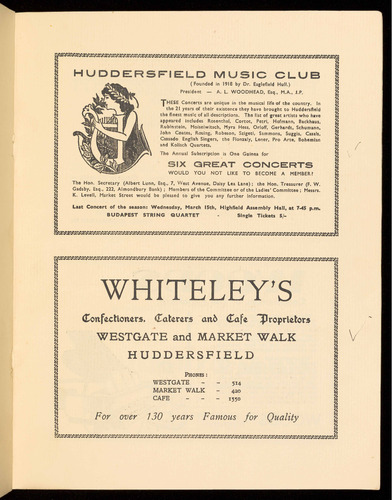 HUDDERSFIELD MUSIC CLUB
(Founded in 1918 by Dr. Eaglefield Hall.)
President — A. L. WOODHEAD, Esq., M.A., J.P.
THESE Concerts are unique in the musical life of the country. In
the 21 years of their existence they have brought to Huddersfield
the finest music of all descriptions. The list of great artists who have
appeared includes Rosenthal, Cortot, Petri, Hofmann, Backhaus,
Rubinstein, Moiseiwitsch, Myra Hess, Orloff, Gerhardt, Schumann,
John Coates, Rosing, Robeson, Szigeti, Sammons, Suggia, Casals,
Cassado; English Singers, the Flonzaly, Lener, Pro Arte, Bohemian
and Kolisch Quartets.
The Annual Subscription is One Guinea for
SIX GREAT CONCERTS
WOULD YOU NOT LIKE TO BECOME A MEMBER?
The Hon. Secretary (Albert Lunn, Esq., 7, West Avenue, Daisy Lea Lane); the Hon. Treasurer (F. W.
Gadsby, Esq., 222, Almondbury Bank); Members of the Committee or of the Ladies' Committee; Messrs.
K. Levell, Market Street would be pleased to give you any further information.
Last Concert of the season: Wednesday, March 15th, Highfield Assembly Hall, at 7-45 p.m.
BUDAPEST STRING QUARTET - Single Tickets 5/-
WHITELEY'S
Confectioners, Caterers and Cafe Proprietors
WESTGATE and MARKET WALK
HUDDERSFIELD
PHONES:
WESTGATE - - 514
MARKET WALK - 420
CAFE - - 1550
For over 130 years Famous for Quality